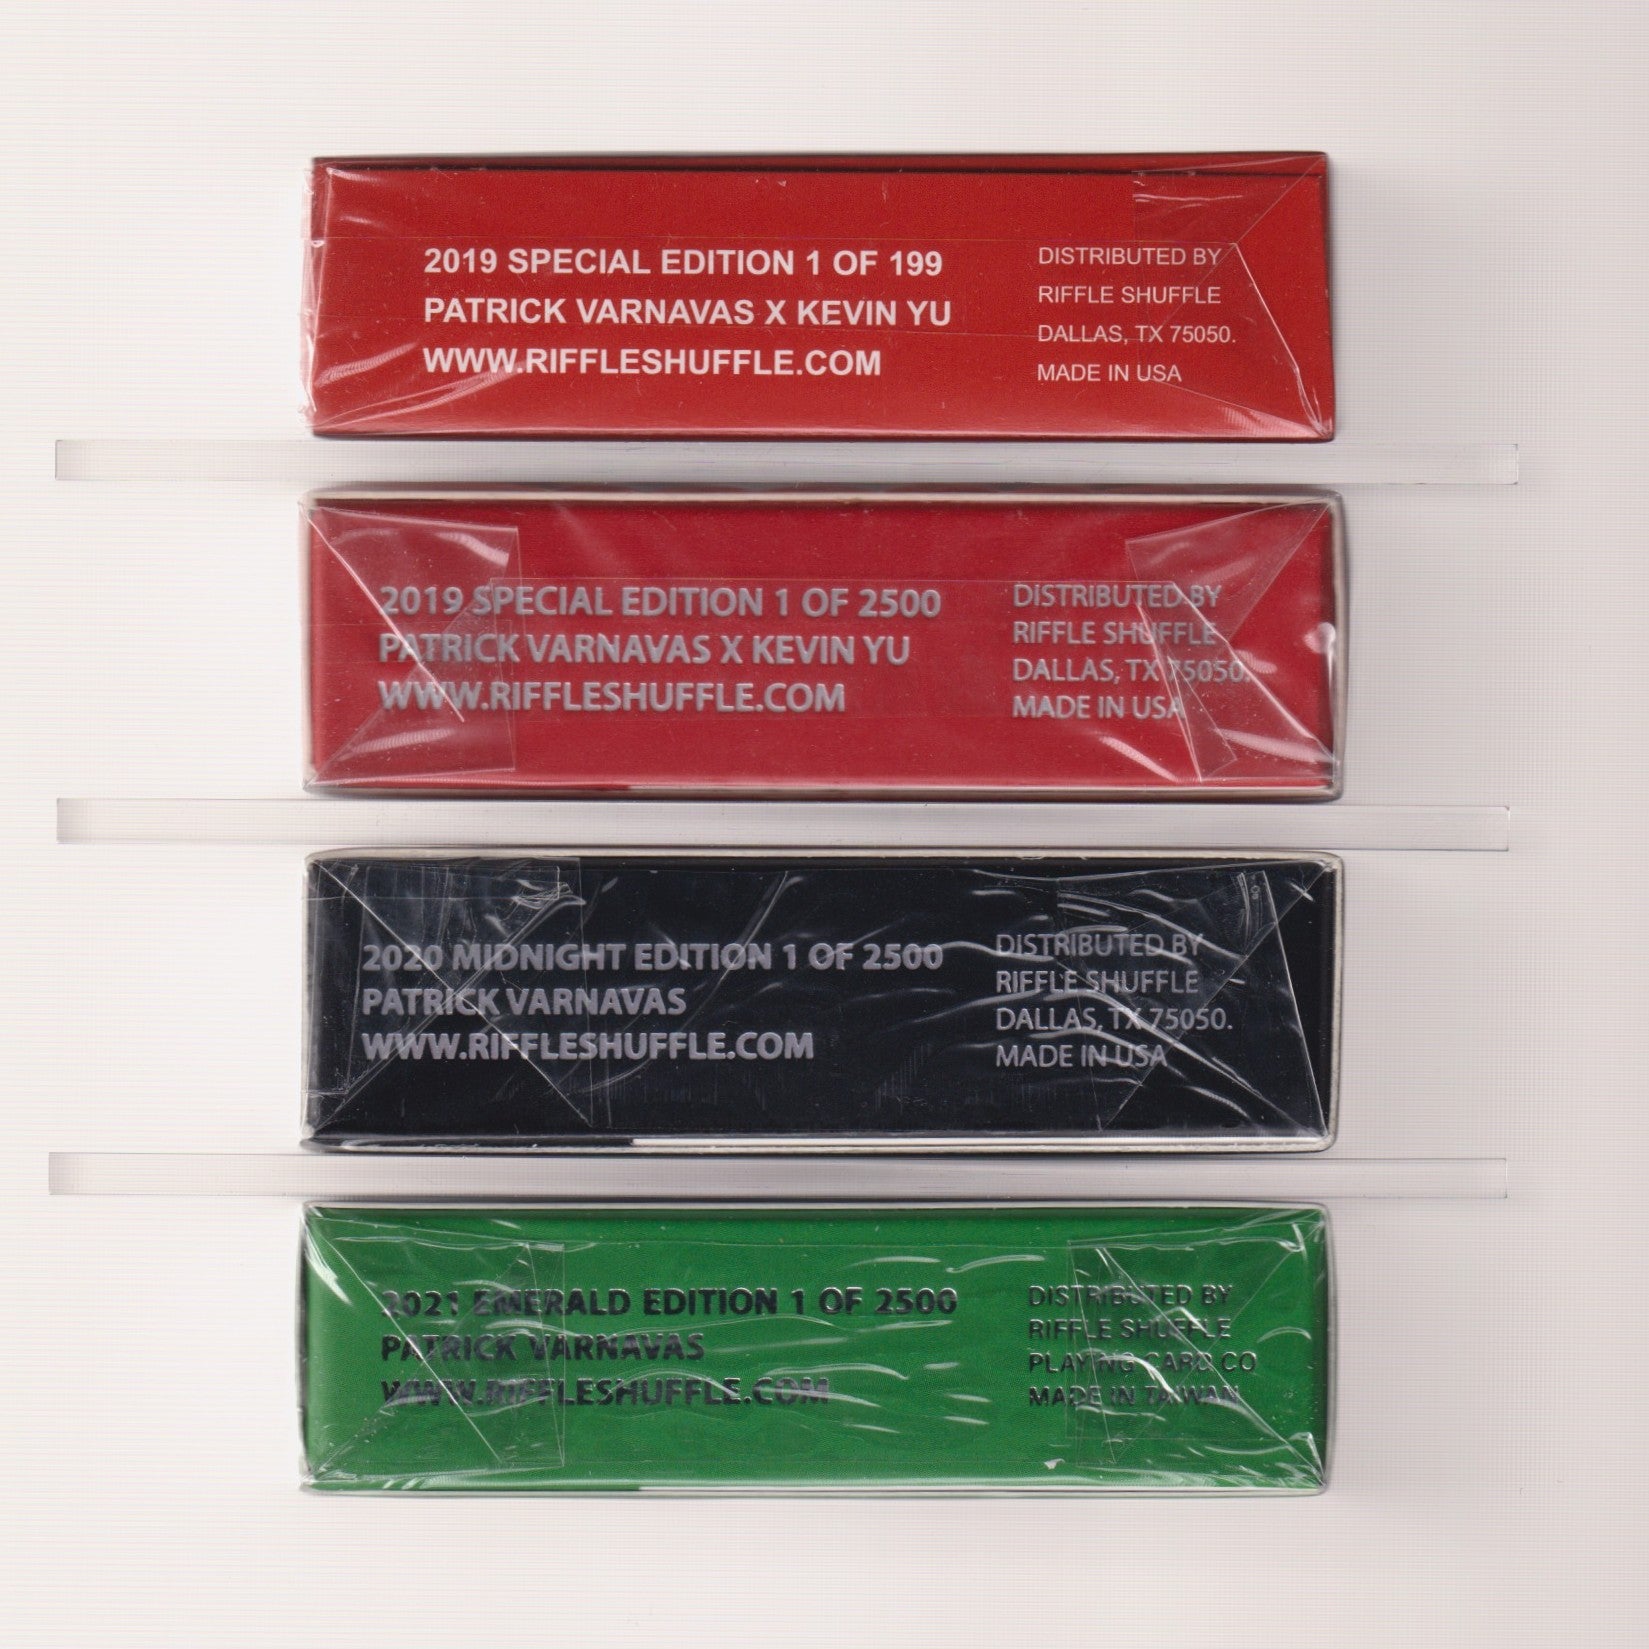 2019 SPECIAL EDITION 1 OF 199
PATRICK VARNAVAS X KEVIN YU
WWW.RIFFLESHUFFLE.COM
DISTRIBUTED BY
RIFFLE SHUFFLE
DALLAS, TX 75050.
MADE IN USA
2019 SPECIAL EDITION 1 OF 2500
PATRICK VARNAVAS X KEVIN YU
WWW.RIFFLESHUFFLE.COM
DISTRIBUTED BY
RIFFLE SHUFFLE
DALLAS, TX 75050.
MADE IN USA
2020 MIDNIGHT EDITION 1 OF 2500
PATRICK VARNAVAS
WWW.RIFFLESHUFFLE.COM
DISTRIBUTED BY
RIFFLE SHUFFLE
DALLAS, TX 75050.
MADE IN USA
2021 EMERALD EDITION 1 OF 2500
PATRICK VARNAVAS
WWW.RIFFLESHUFFLE.COM
DISTRIBUTED BY
RIFFLE SHUFFLE
PLAYING CARD CO
MADE IN TAIWAN